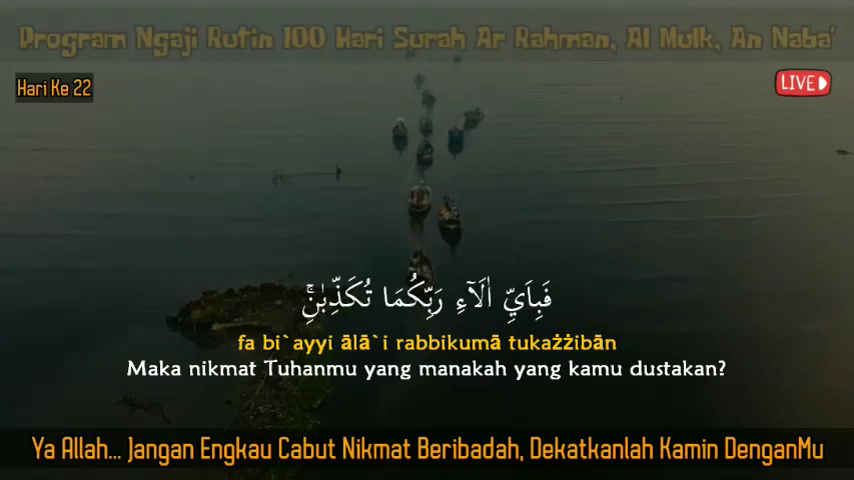 Program Ngaji Rutin 100 Hari Surah Ar Rahman, Al Mulk, An Naba'
Hari Ke 22
LIVE
فَبِاَيِّ اٰلَاۤءِ رَبِّكُمَا تُكَذِّبٰنِۚ
fa bi`ayyi ālā`i rabbikumā tukażżibān
Maka nikmat Tuhanmu yang manakah yang kamu dustakan?
Ya Allah... Jangan Engkau Cabut Nikmat Beribadah, Dekatkanlah Kamin DenganMu